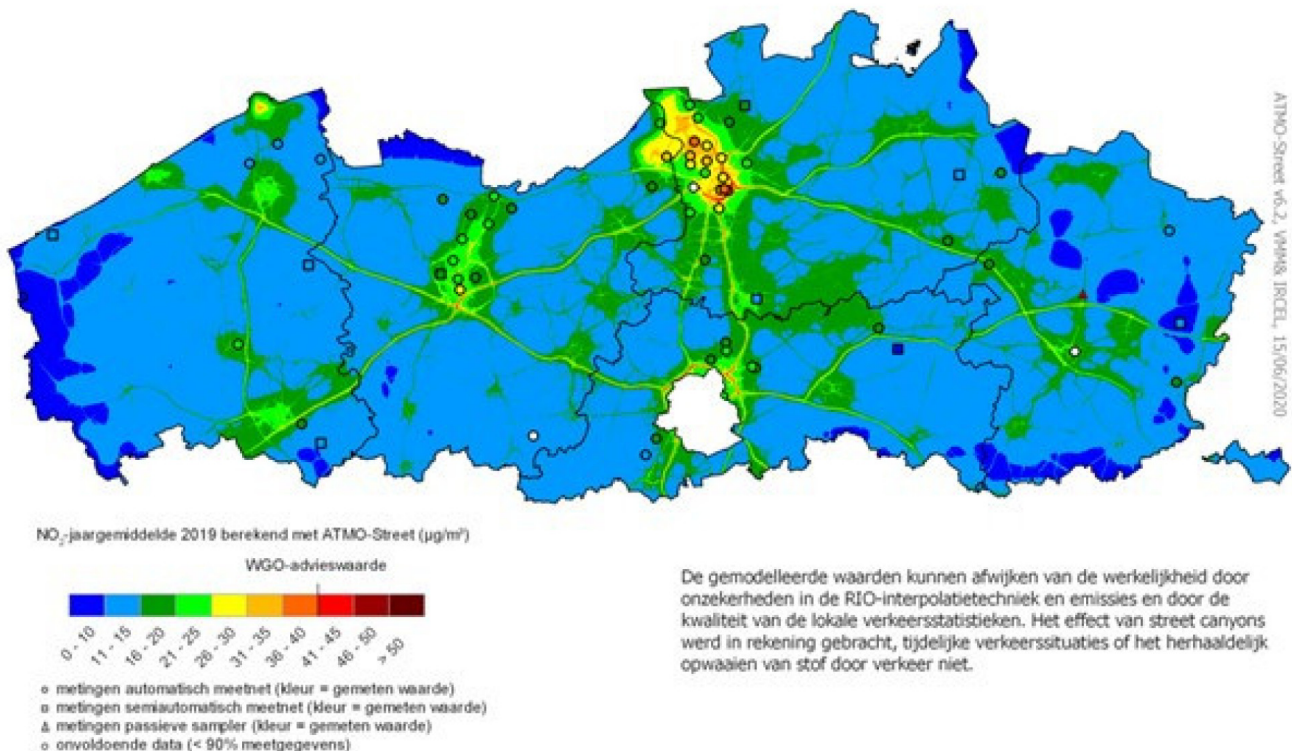 ATMO-Street v6.2, VMM& IRCEL, 15/06/2020
NO₂-jaargemiddelde 2019 berekend met ATMO-Street (µg/m³)
WGO-advieswaarde
0 - 10
11 - 15
16 - 20
21 - 25
26 - 30
31 - 35
36 - 40
41 - 45
46 - 50
> 50
metingen automatisch meetnet (kleur = gemeten waarde)
metingen semiautomatisch meetnet (kleur = gemeten waarde)
metingen passieve sampler (kleur = gemeten waarde)
onvoldoende data (< 90% meetgegevens)
De gemodelleerde waarden kunnen afwijken van de werkelijkheid door
onzekerheden in de RIO-interpolatietechniek en emissies en door de
kwaliteit van de lokale verkeersstatistieken. Het effect van street canyons
werd in rekening gebracht, tijdelijke verkeerssituaties of het herhaaldelijk
opwaaien van stof door verkeer niet.